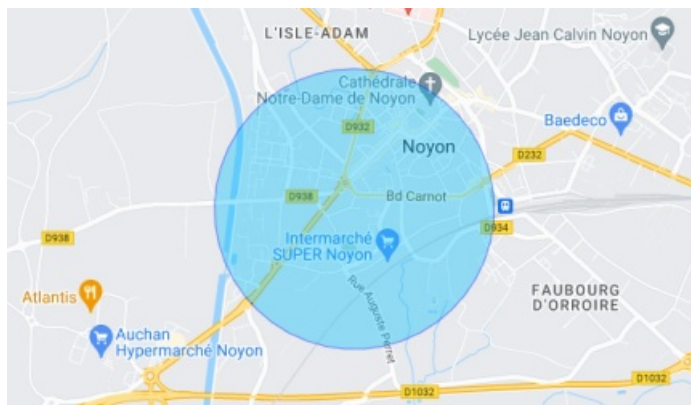 L'ISLE-ADAM
Lycée Jean Calvin Noyon
Cathédrale
Notre-Dame de Noyon
Baedeco
D932
Noyon
D232
D938
Bd Carnot
D934
D938
Intermarché
SUPER Noyon
Rue Auguste Perret
Atlantis
FAUBOURG
D'ORROIRE
Auchan
Hypermarché Noyon
D1032
D1032